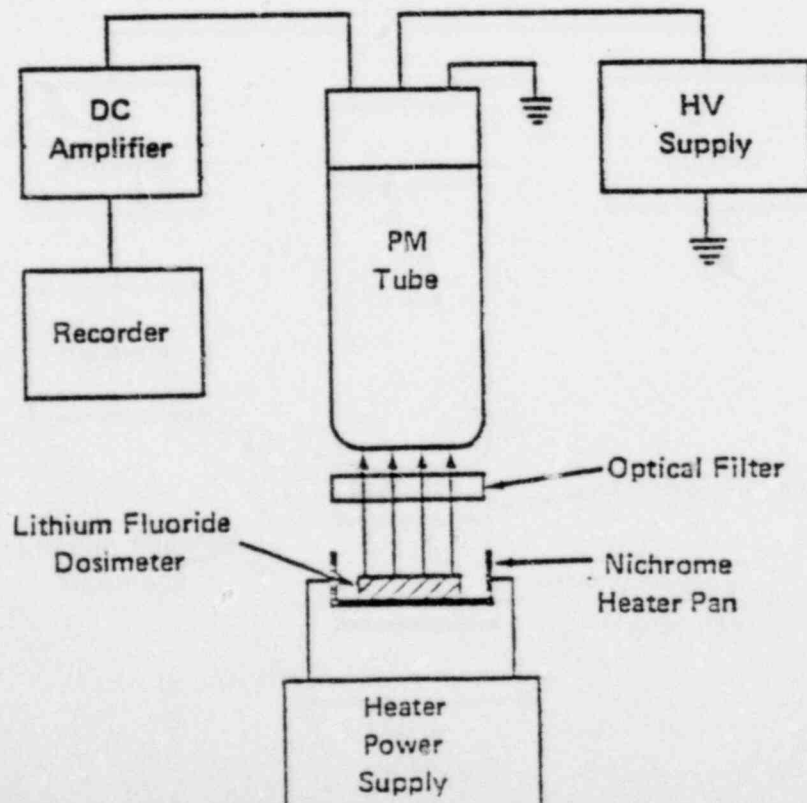 DC
Amplifier
HV
Supply
PM
Tube
Recorder
Optical Filter
Lithium Fluoride
Dosimeter
Nichrome
Heater Pan
Heater
Power
Supply